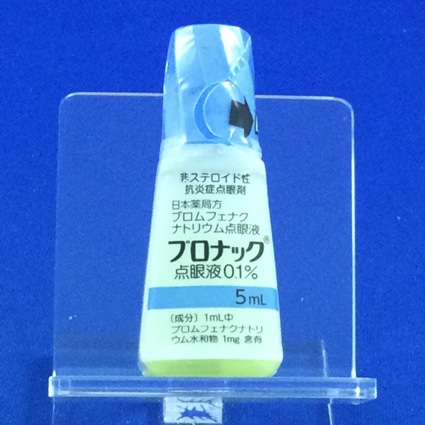 非ステロイド性
抗炎症点眼剤
日本薬局方
ブロムフェナク
ナトリウム点眼液
ブロナック®
点眼液0.1%
5mL
〔成分〕1mL中
ブロムフェナクナトリ
ウム水和物 1mg 含有